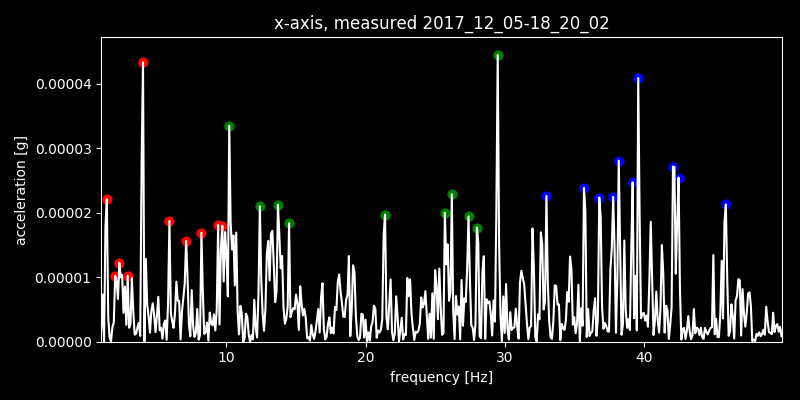 x-axis, measured 2017_12_05-18_20_02
0.00004
0.00003
0.00002
0.00001
0.00000
acceleration [g]
10 20 30 40
frequency [Hz]